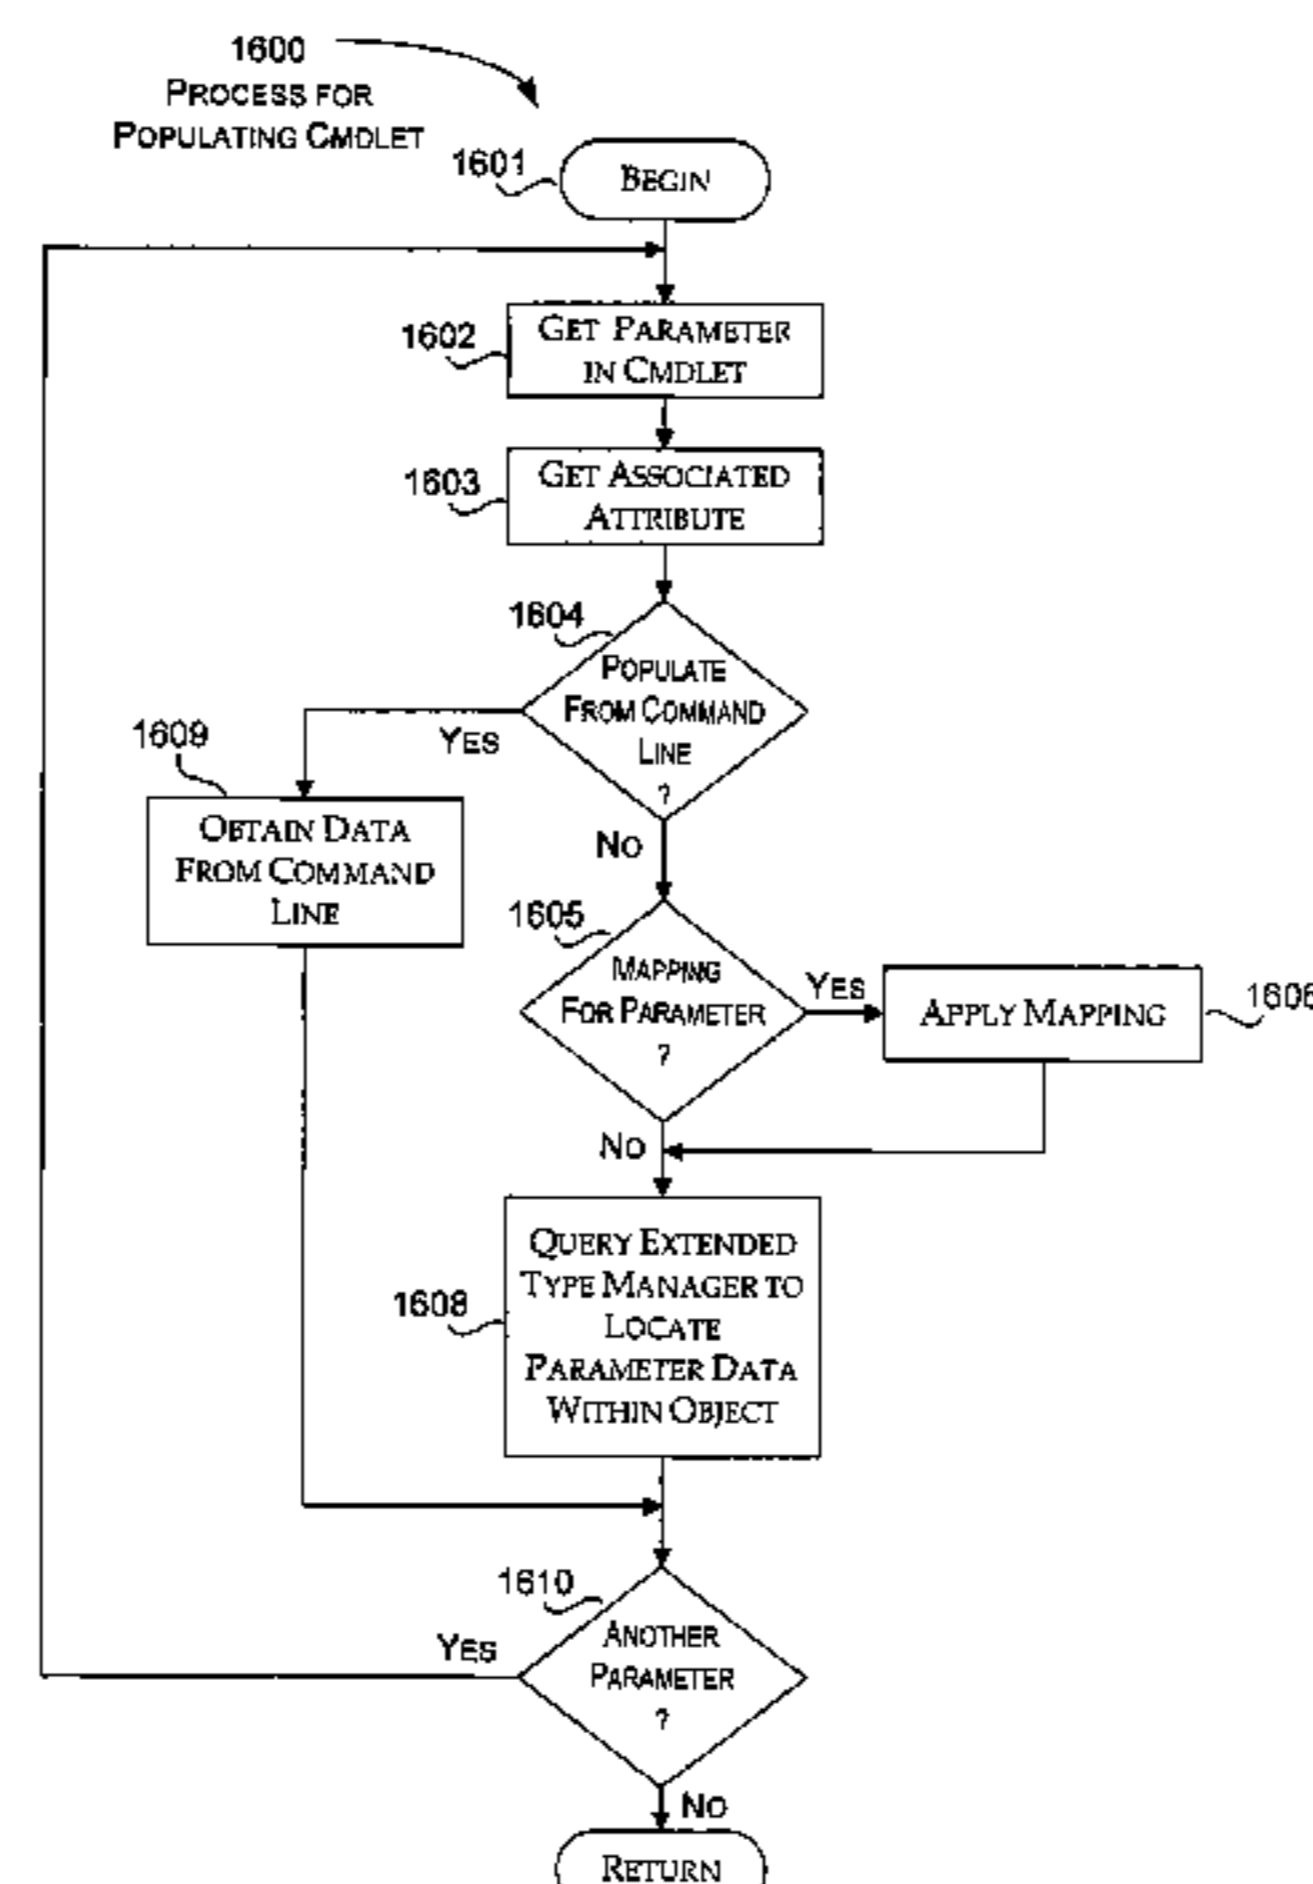 1600
PROCESS FOR
POPULATING CMDLET
1601
BEGIN
1602
GET PARAMETER
IN CMDLET
1603
GET ASSOCIATED
ATTRIBUTE
1604
POPULATE
FROM COMMAND
LINE
?
YES
1609
OBTAIN DATA
FROM COMMAND
LINE
NO
1605
MAPPING
FOR PARAMETER
?
YES
APPLY MAPPING
1606
NO
QUERY EXTENDED
TYPE MANAGER TO
LOCATE
PARAMETER DATA
WITHIN OBJECT
1608
1610
ANOTHER
PARAMETER
?
YES
NO
RETURN